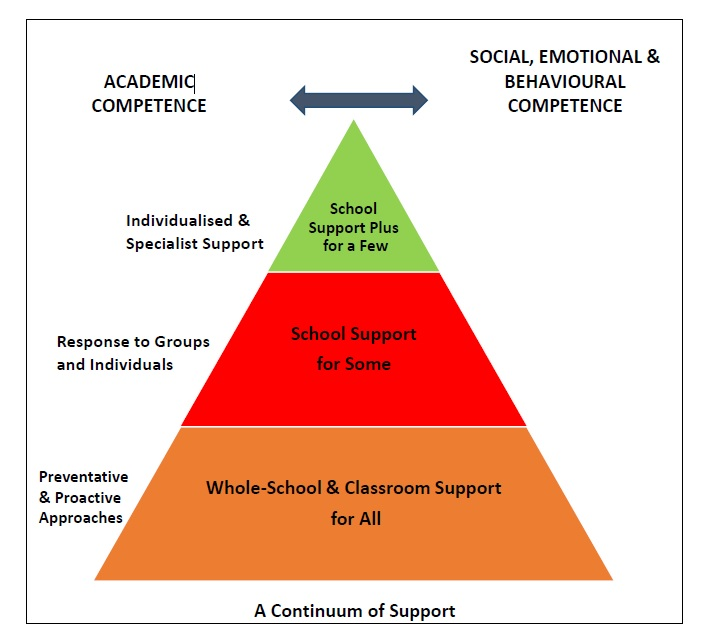 SOCIAL, EMOTIONAL &
BEHAVIOURAL
COMPETENCE
ACADEMIC
COMPETENCE
School
Support Plus
for a Few
Individualised &
Specialist Support
School Support
for Some
Response to Groups
and Individuals
Whole-School & Classroom Support
for All
Preventative
& Proactive
Approaches
A Continuum of Support